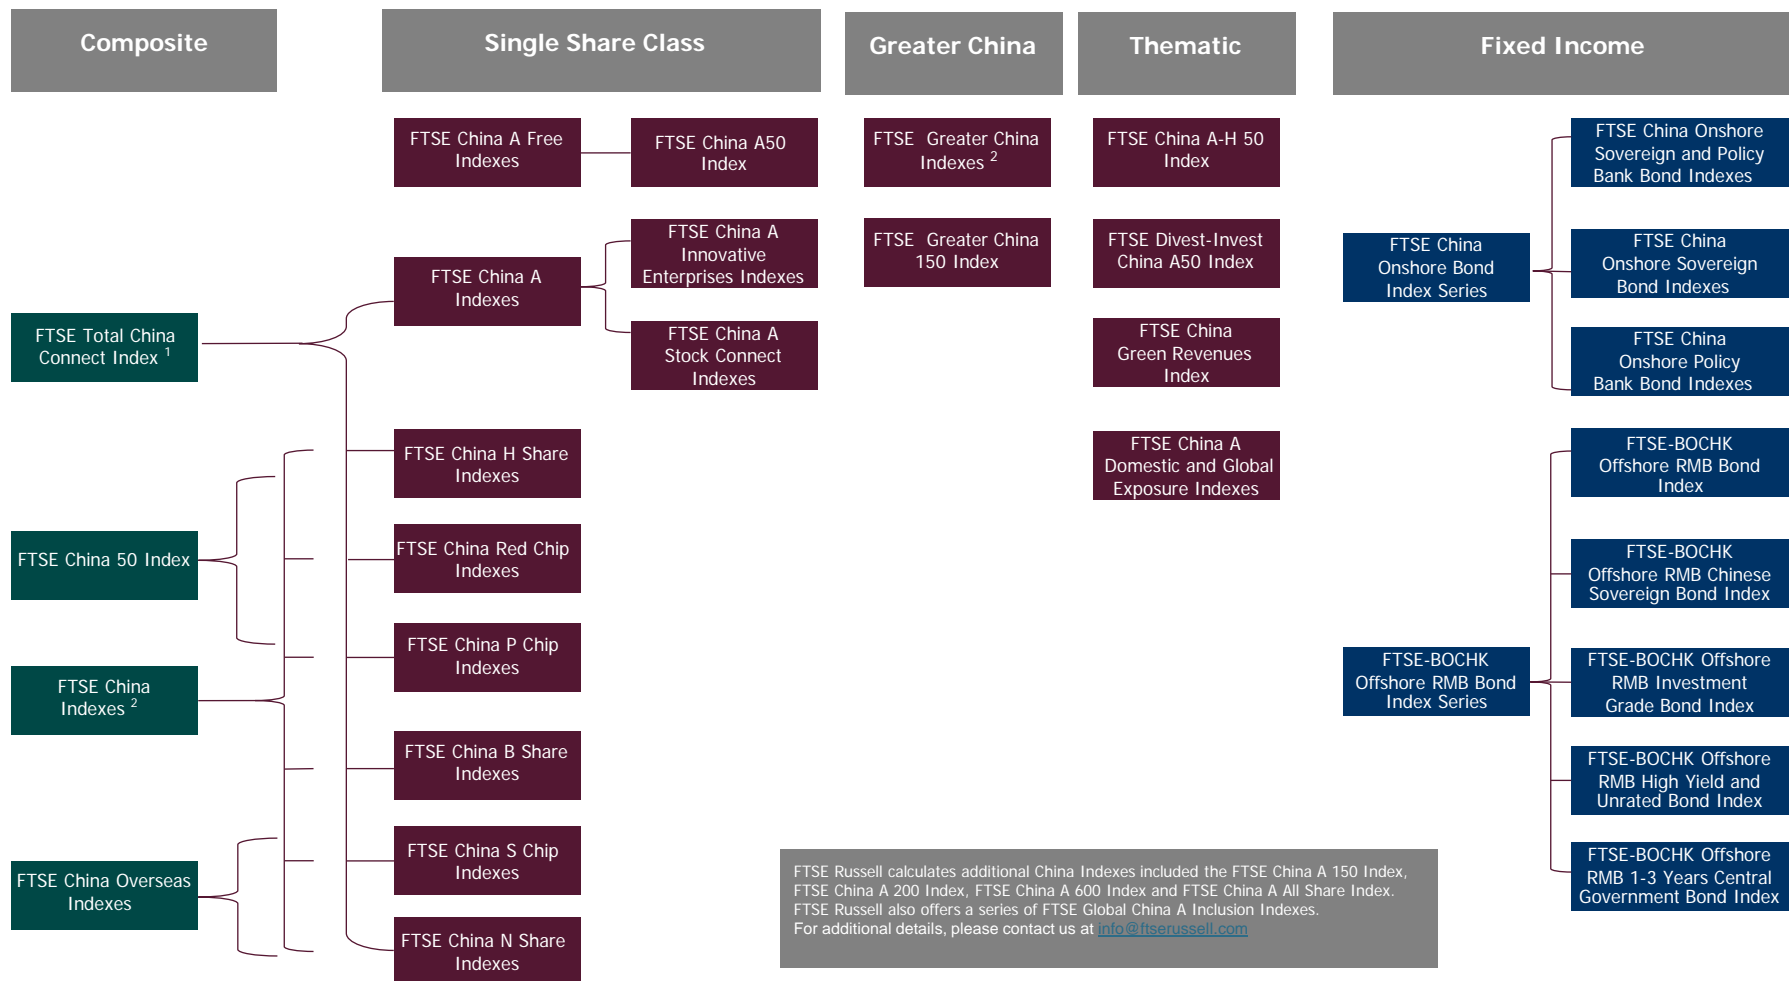 Composite
Single Share Class
Greater China
Thematic
Fixed Income
FTSE Total China
Connect Index 1
FTSE China 50 Index
FTSE China
Indexes 2
FTSE China Overseas
Indexes
FTSE China A Free
Indexes
FTSE China A50
Index
FTSE China A
Indexes
FTSE China A
Innovative
Enterprises Indexes
FTSE China A
Stock Connect
Indexes
FTSE China H Share
Indexes
FTSE China Red Chip
Indexes
FTSE China P Chip
Indexes
FTSE China B Share
Indexes
FTSE China S Chip
Indexes
FTSE China N Share
Indexes
FTSE Greater China
Indexes 2
FTSE Greater China
150 Index
FTSE China A-H 50
Index
FTSE Divest-Invest
China A50 Index
FTSE China
Green Revenues
Index
FTSE China A
Domestic and Global
Exposure Indexes
FTSE China
Onshore Bond
Index Series
FTSE China Onshore
Sovereign and Policy
Bank Bond Indexes
FTSE China
Onshore Sovereign
Bond Indexes
FTSE China
Onshore Policy
Bank Bond Indexes
FTSE-BOCHK
Offshore RMB Bond
Index Series
FTSE-BOCHK
Offshore RMB Bond
Index
FTSE-BOCHK
Offshore RMB Chinese
Sovereign Bond Index
FTSE-BOCHK Offshore
RMB Investment
Grade Bond Index
FTSE-BOCHK Offshore
RMB High Yield and
Unrated Bond Index
FTSE-BOCHK Offshore
RMB 1-3 Years Central
Government Bond Index
FTSE Russell calculates additional China Indexes included the FTSE China A 150 Index,
FTSE China A 200 Index, FTSE China A 600 Index and FTSE China A All Share Index.
FTSE Russell also offers a series of FTSE Global China A Inclusion Indexes.
For additional details, please contact us at info@ftserussell.com